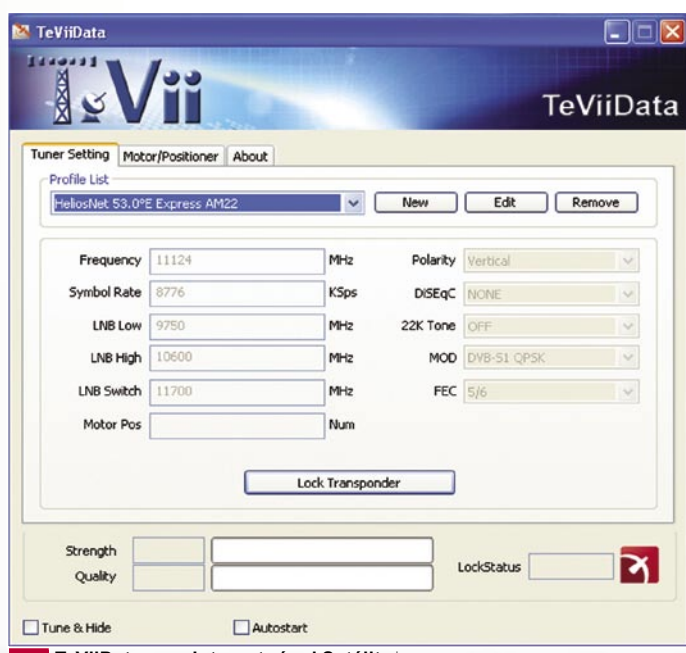 TeViiData
TeVii
TeViiData
Tuner Setting Motor/Positioner About
Profile List
HeliosNet 53.0°E Express AM22 New Edit Remove
Frequency 11124 MHz Polarity Vertical
Symbol Rate 8776 KSps DiSEqC NONE
LNB Low 9750 MHz 22K Tone OFF
LNB High 10600 MHz MOD DVB-S1 QPSK
LNB Switch 11700 MHz FEC 5/6
Motor Pos Num
Lock Transponder
Strength
Quality
LockStatus
Tune & Hide Autostart